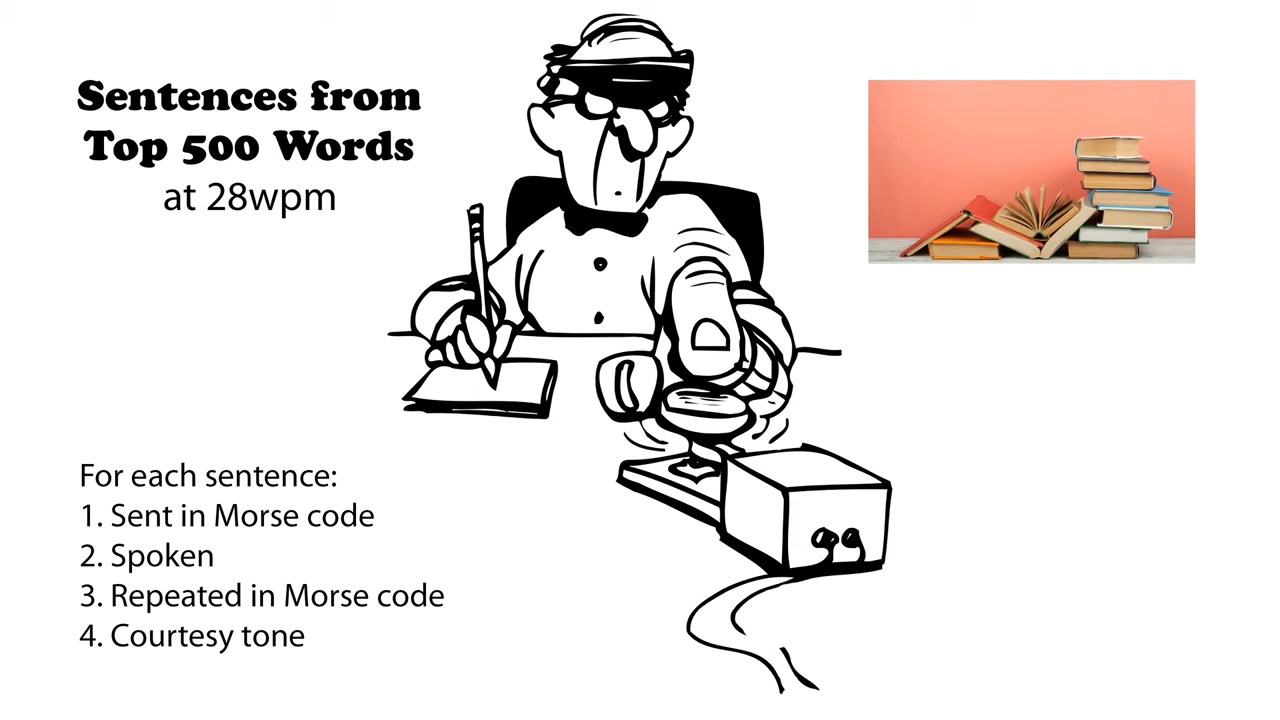 Sentences from
Top 500 Words
at 28wpm
For each sentence:
1. Sent in Morse code
2. Spoken
3. Repeated in Morse code
4. Courtesy tone